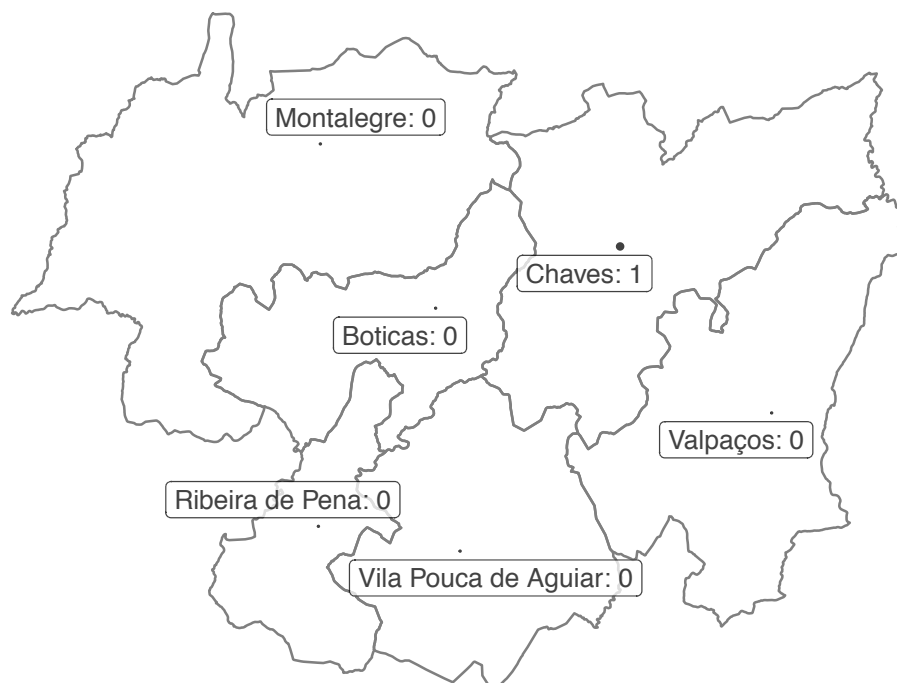 Montalegre: 0
Chaves: 1
Boticas: 0
Valpaços: 0
Ribeira de Pena: 0
Vila Pouca de Aguiar: 0